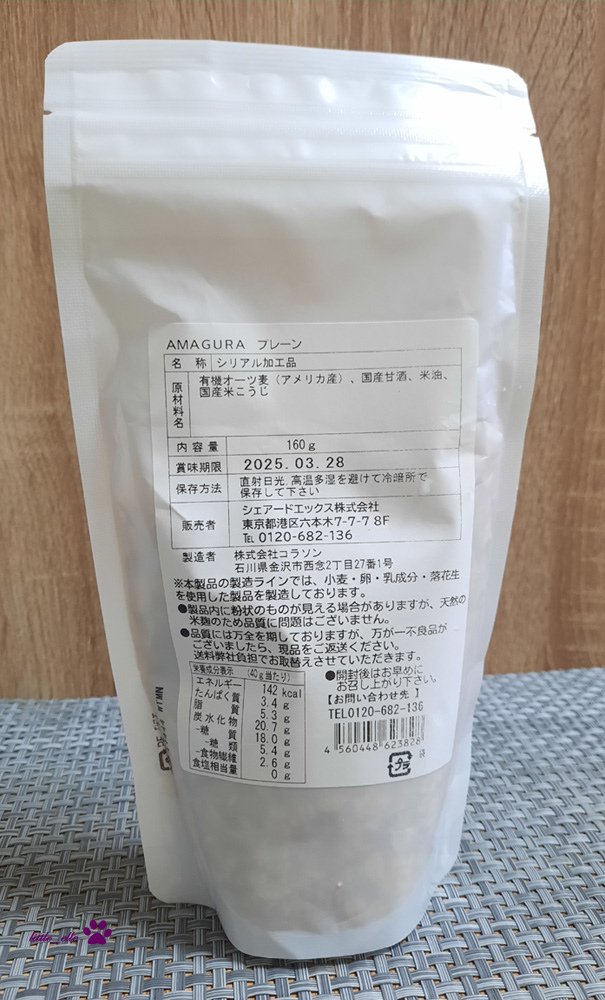 AMAGURA プレーン
名 称 シリアル加工品
原材料名 有機オーツ麦（アメリカ産）、国産甘酒、米油、
国産米こうじ
内容量 160g
賞味期限 2025.03.28
保存方法 直射日光、高温多湿を避けて冷暗所で
保存して下さい
販売者 シェアードエックス株式会社
東京都港区六本木7-7-7 8F
TEL 0120-682-136
製造者 株式会社コラソン
石川県金沢市西念2丁目27番1号
※本製品の製造ラインでは、小麦・卵・乳成分・落花生
を使用した製品を製造しております。
●製品内に粉状のものが見える場合がありますが、天然の
米麹のため品質に問題はございません。
●品質には万全を期しておりますが、万が一不良品が
ございましたら、現品をご返送ください。
送料弊社負担でお取替えさせていただきます。
栄養成分表示 (40g当たり)
エネルギー 142 kcal
たんぱく質 3.4 g
脂質 5.3 g
炭水化物 20.7 g
-糖質 18.0 g
-糖類 5.4 g
-食物繊維 2.6 g
食塩相当量 0 g
●開封後はお早めに
お召し上がり下さい。
【お問い合わせ先】
TEL0120-682-136
4 560448 623828
プラ
袋